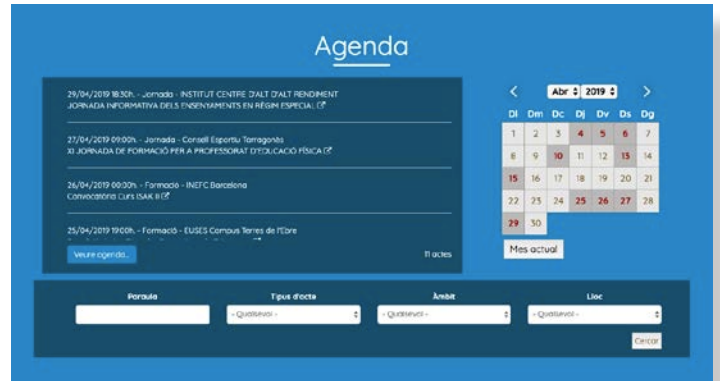 Agenda
29/04/2019 18:30h. - Jornada - INSTITUT CENTRE D'ALT D'ALT RENDIMENT
JORNADA INFORMATIVA DELS ENSENYAMENTS EN RÈGIM ESPECIAL
27/04/2019 09:00h. - Jornada - Consell Esportiu Tarragonès
XI JORNADA DE FORMACIÓ PER A PROFESSORAT D'EDUCACIÓ FÍSICA
26/04/2019 00:00h. - Formació - INEFC Barcelona
Convocatòria Curs ISAK II
25/04/2019 19:00h. - Formació - EUSES Campus Terres de l'Ebre
Veure agenda...
11 actes
Abr 2019
Dl Dm Dc Dj Dv Ds Dg
1 2 3 4 5 6 7
8 9 10 11 12 13 14
15 16 17 18 19 20 21
22 23 24 25 26 27 28
29 30
Mes actual
Paraula Tipus d'acte Àmbit Lloc
- Qualsevol - - Qualsevol - - Qualsevol -
Cercar